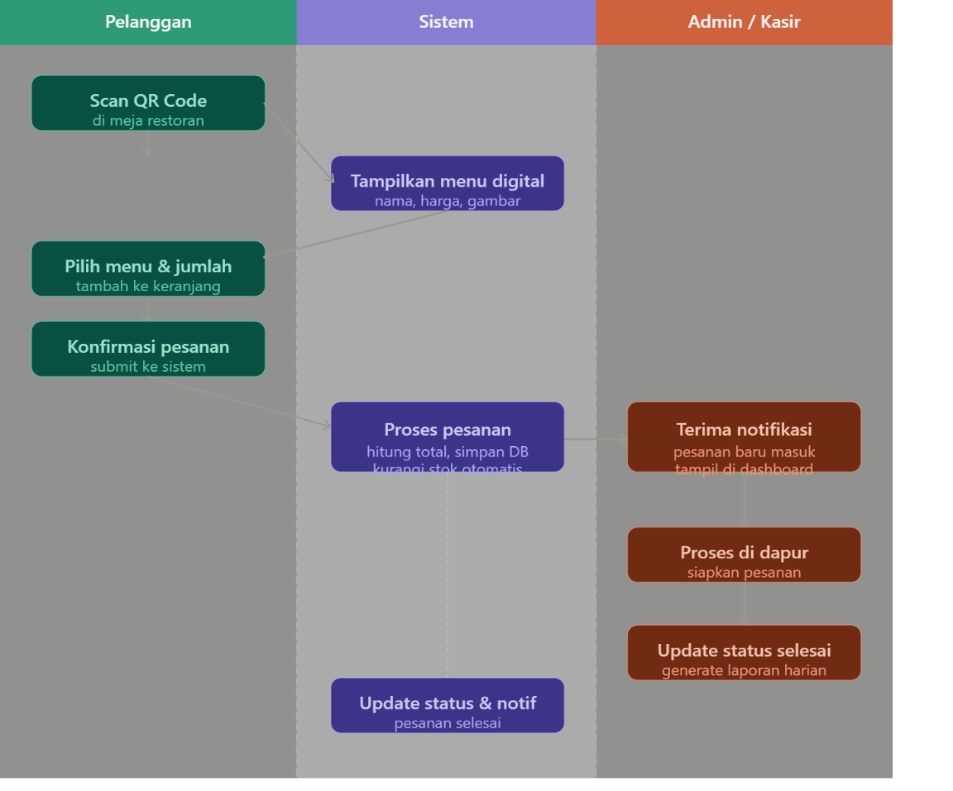 Pelanggan
Sistem
Admin / Kasir
Scan QR Code
di meja restoran
Tampilkan menu digital
nama, harga, gambar
Pilih menu & jumlah
tambah ke keranjang
Konfirmasi pesanan
submit ke sistem
Proses pesanan
hitung total, simpan DB
kurangi stok otomatis
Terima notifikasi
pesanan baru masuk
tampil di dashboard
Proses di dapur
siapkan pesanan
Update status selesai
generate laporan harian
Update status & notif
pesanan selesai